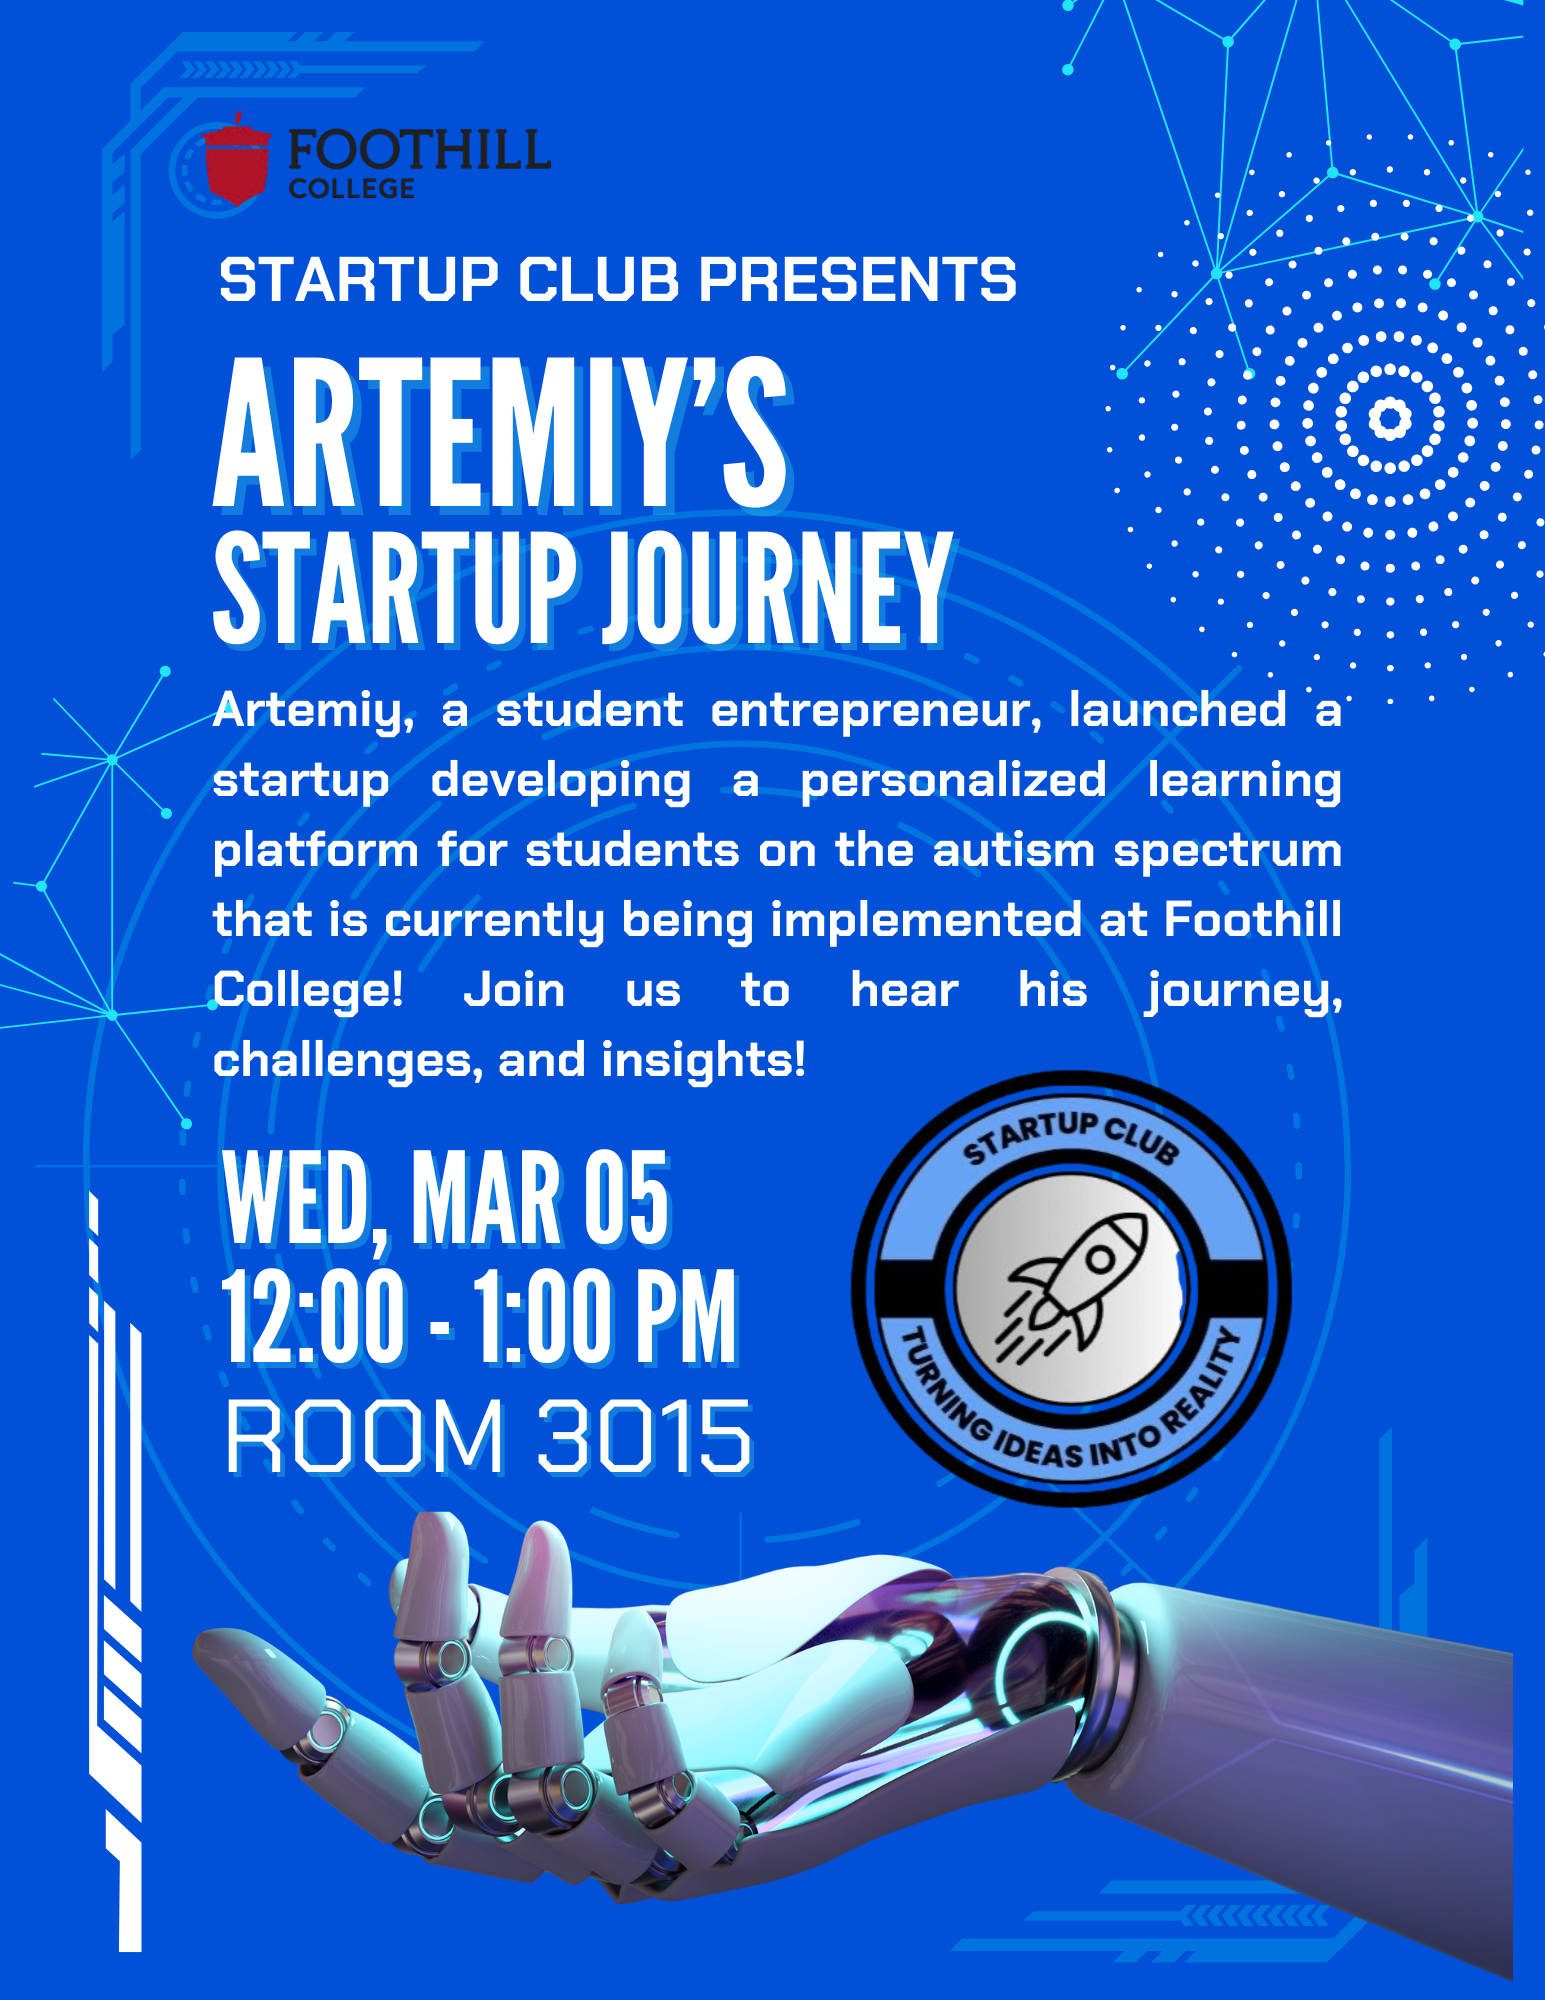 FOOTHILL
COLLEGE
STARTUP CLUB PRESENTS
ARTEMIY’S
STARTUP JOURNEY
Artemiy, a student entrepreneur, launched a
startup developing a personalized learning
platform for students on the autism spectrum
that is currently being implemented at Foothill
College! Join us to hear his journey,
challenges, and insights!
WED, MAR 05
12:00 - 1:00 PM
ROOM 3015
STARTUP CLUB
TURNING IDEAS INTO REALITY